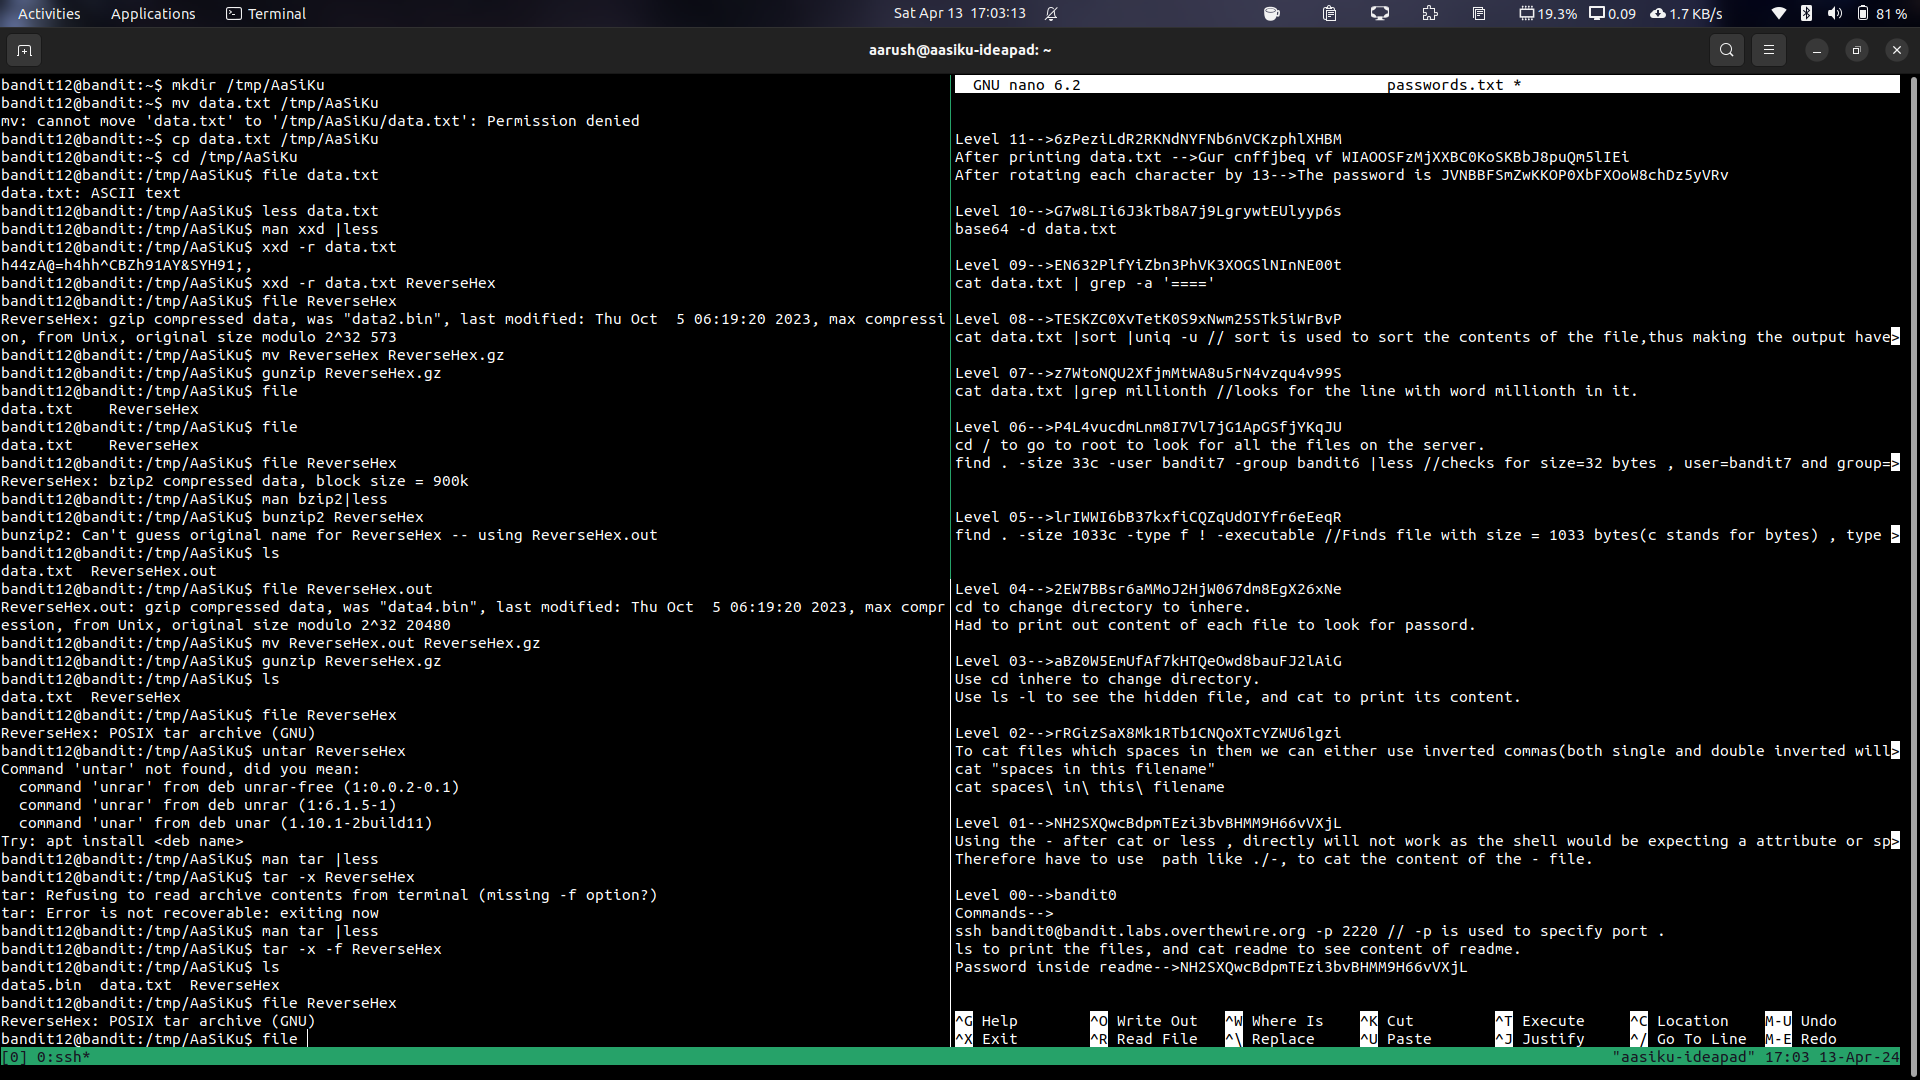 Activities Applications Terminal Sat Apr 13 17:03:13 19.3% 0.09 1.7 KB/s 81 %
aarush@aasiku-ideapad: ~
bandit12@bandit:~$ mkdir /tmp/AaSiKu
bandit12@bandit:~$ mv data.txt /tmp/AaSiKu
mv: cannot move 'data.txt' to '/tmp/AaSiKu/data.txt': Permission denied
bandit12@bandit:~$ cp data.txt /tmp/AaSiKu
bandit12@bandit:~$ cd /tmp/AaSiKu
bandit12@bandit:/tmp/AaSiKu$ file data.txt
data.txt: ASCII text
bandit12@bandit:/tmp/AaSiKu$ less data.txt
bandit12@bandit:/tmp/AaSiKu$ man xxd |less
bandit12@bandit:/tmp/AaSiKu$ xxd -r data.txt
h44zA@=h4hh^CBZh91AY&SYH91;,
bandit12@bandit:/tmp/AaSiKu$ xxd -r data.txt ReverseHex
bandit12@bandit:/tmp/AaSiKu$ file ReverseHex
ReverseHex: gzip compressed data, was "data2.bin", last modified: Thu Oct  5 06:19:20 2023, max compressi
on, from Unix, original size modulo 2^32 573
bandit12@bandit:/tmp/AaSiKu$ mv ReverseHex ReverseHex.gz
bandit12@bandit:/tmp/AaSiKu$ gunzip ReverseHex.gz
bandit12@bandit:/tmp/AaSiKu$ file
data.txt    ReverseHex
bandit12@bandit:/tmp/AaSiKu$ file
data.txt    ReverseHex
bandit12@bandit:/tmp/AaSiKu$ file ReverseHex
ReverseHex: bzip2 compressed data, block size = 900k
bandit12@bandit:/tmp/AaSiKu$ man bzip2|less
bandit12@bandit:/tmp/AaSiKu$ bunzip2 ReverseHex
bunzip2: Can't guess original name for ReverseHex -- using ReverseHex.out
bandit12@bandit:/tmp/AaSiKu$ ls
data.txt  ReverseHex.out
bandit12@bandit:/tmp/AaSiKu$ file ReverseHex.out
ReverseHex.out: gzip compressed data, was "data4.bin", last modified: Thu Oct  5 06:19:20 2023, max compr
ession, from Unix, original size modulo 2^32 20480
bandit12@bandit:/tmp/AaSiKu$ mv ReverseHex.out ReverseHex.gz
bandit12@bandit:/tmp/AaSiKu$ gunzip ReverseHex.gz
bandit12@bandit:/tmp/AaSiKu$ ls
data.txt  ReverseHex
bandit12@bandit:/tmp/AaSiKu$ file ReverseHex
ReverseHex: POSIX tar archive (GNU)
bandit12@bandit:/tmp/AaSiKu$ untar ReverseHex
Command 'untar' not found, did you mean:
  command 'unrar' from deb unrar-free (1:0.0.2-0.1)
  command 'unrar' from deb unrar (1:6.1.5-1)
  command 'unar' from deb unar (1.10.1-2build11)
Try: apt install <deb name>
bandit12@bandit:/tmp/AaSiKu$ man tar |less
bandit12@bandit:/tmp/AaSiKu$ tar -x ReverseHex
tar: Refusing to read archive contents from terminal (missing -f option?)
tar: Error is not recoverable: exiting now
bandit12@bandit:/tmp/AaSiKu$ man tar |less
bandit12@bandit:/tmp/AaSiKu$ tar -x -f ReverseHex
bandit12@bandit:/tmp/AaSiKu$ ls
data5.bin  data.txt  ReverseHex
bandit12@bandit:/tmp/AaSiKu$ file ReverseHex
ReverseHex: POSIX tar archive (GNU)
bandit12@bandit:/tmp/AaSiKu$ file
GNU nano 6.2 passwords.txt *
Level 11-->6zPeziLdR2RKNdNYFNb6nVCKzphlXHBM
After printing data.txt -->Gur cnffjbeq vf WIAOOSFzMjXXBC0KoSKBbJ8puQm5lIEi
After rotating each character by 13-->The password is JVNBBFSmZwKKOP0XbFXOoW8chDz5yVRv
Level 10-->G7w8LIi6J3kTb8A7j9LgrywtEUlyyp6s
base64 -d data.txt
Level 09-->EN632PlfYiZbn3PhVK3XOGSlNInNE00t
cat data.txt | grep -a '===='
Level 08-->TESKZC0XvTetK0S9xNwm25STk5iWrBvP
cat data.txt |sort |uniq -u // sort is used to sort the contents of the file,thus making the output have>
Level 07-->z7WtoNQU2XfjmMtWA8u5rN4vzqu4v99S
cat data.txt |grep millionth //looks for the line with word millionth in it.
Level 06-->P4L4vucdmLnm8I7Vl7jG1ApGSfjYKqJU
cd / to go to root to look for all the files on the server.
find . -size 33c -user bandit7 -group bandit6 |less //checks for size=32 bytes , user=bandit7 and group=>
Level 05-->lrIWWI6bB37kxfiCQZqUdOIYfr6eEeqR
find . -size 1033c -type f ! -executable //Finds file with size = 1033 bytes(c stands for bytes) , type >
Level 04-->2EW7BBsr6aMMoJ2HjW067dm8EgX26xNe
cd to change directory to inhere.
Had to print out content of each file to look for passord.
Level 03-->aBZ0W5EmUfAf7kHTQeOwd8bauFJ2lAiG
Use cd inhere to change directory.
Use ls -l to see the hidden file, and cat to print its content.
Level 02-->rRGizSaX8Mk1RTb1CNQoXTcYZWU6lgzi
To cat files which spaces in them we can either use inverted commas(both single and double inverted will>
cat "spaces in this filename"
cat spaces\ in\ this\ filename
Level 01-->NH2SXQwcBdpmTEzi3bvBHMM9H66vVXjL
Using the - after cat or less , directly will not work as the shell would be expecting a attribute or sp>
Therefore have to use  path like ./-, to cat the content of the - file.
Level 00-->bandit0
Commands-->
ssh bandit0@bandit.labs.overthewire.org -p 2220 // -p is used to specify port .
ls to print the files, and cat readme to see content of readme.
Password inside readme-->NH2SXQwcBdpmTEzi3bvBHMM9H66vVXjL
^G Help ^O Write Out ^W Where Is ^K Cut ^T Execute ^C Location M-U Undo
^X Exit ^R Read File ^\ Replace ^U Paste ^J Justify ^/ Go To Line M-E Redo
[0] 0:ssh* "aasiku-ideapad" 17:03 13-Apr-24